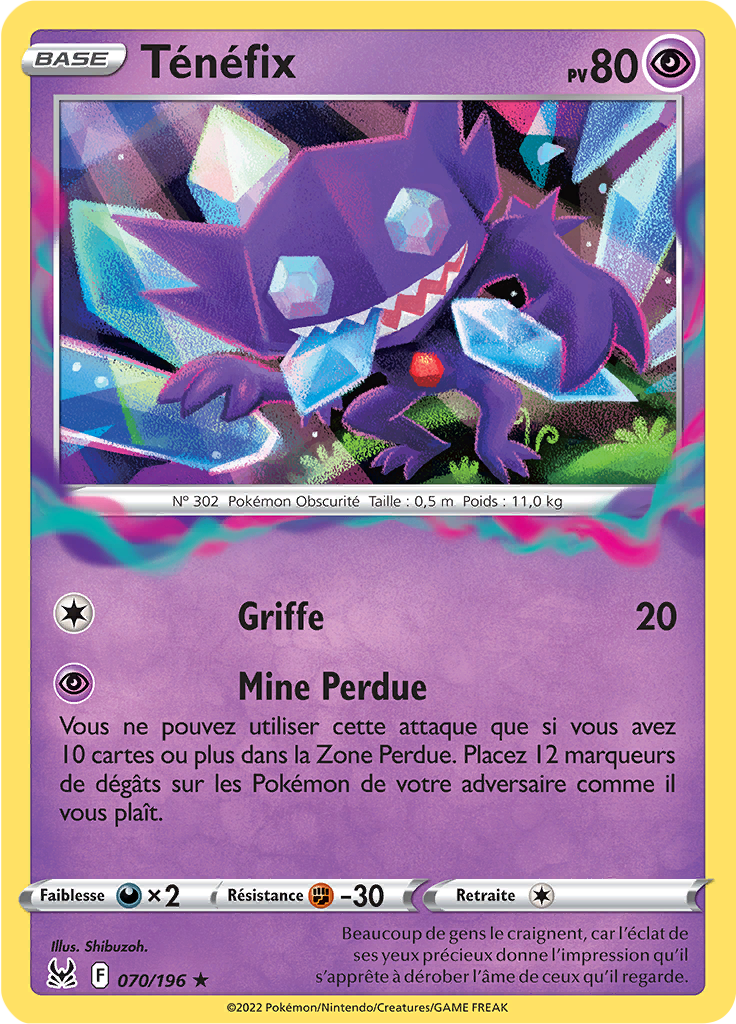 BASE
Ténéfix
PV 80
N° 302 Pokémon Obscurité Taille : 0,5 m Poids : 11,0 kg
Griffe 20
Mine Perdue
Vous ne pouvez utiliser cette attaque que si vous avez
10 cartes ou plus dans la Zone Perdue. Placez 12 marqueurs
de dégâts sur les Pokémon de votre adversaire comme il
vous plaît.
Faiblesse ×2 Résistance -30 Retraite
Illus. Shibuzoh.
Beaucoup de gens le craignent, car l'éclat de
ses yeux précieux donne l'impression qu'il
s'apprête à dérober l'âme de ceux qu'il regarde.
F 070/196 ★
©2022 Pokémon/Nintendo/Creatures/GAME FREAK